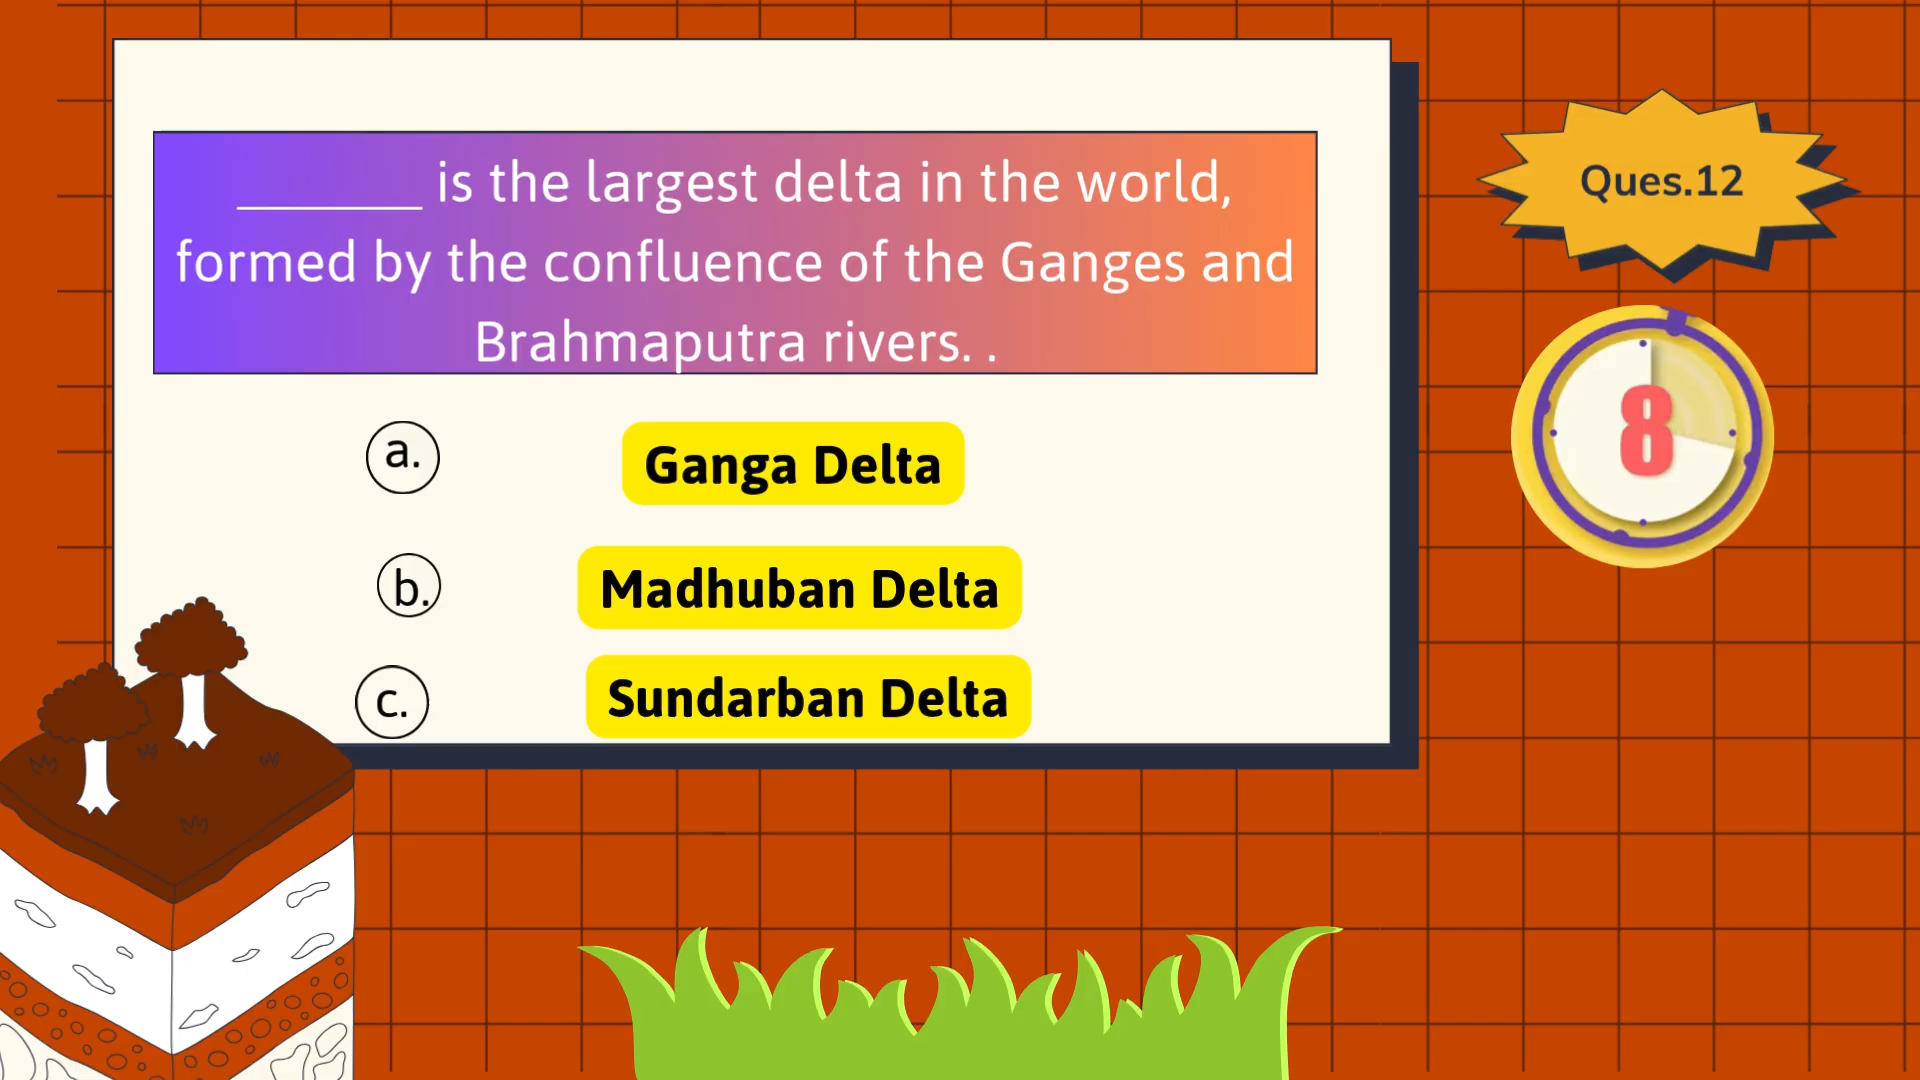 _______ is the largest delta in the world,
formed by the confluence of the Ganges and
Brahmaputra rivers. .
Ques.12
8
a. Ganga Delta
b. Madhuban Delta
c. Sundarban Delta